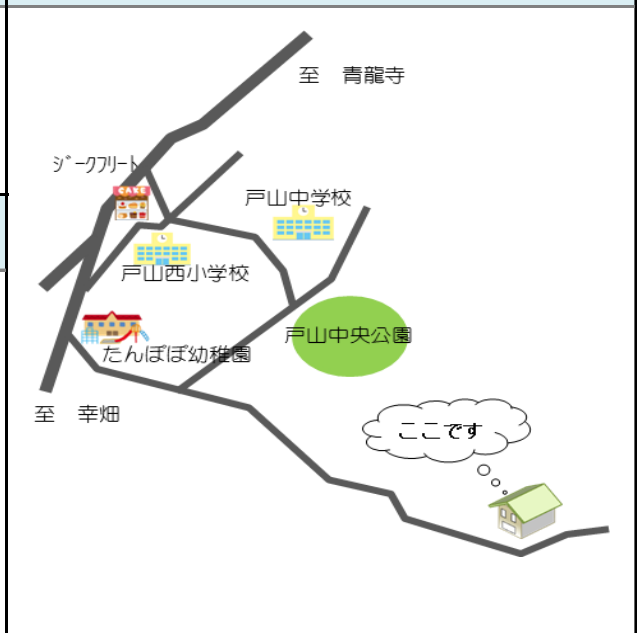 至　青龍寺
ｼﾞｰｸﾌﾘｰﾄ
CAKE
戸山中学校
戸山西小学校
戸山中央公園
たんぽぽ幼稚園
至　幸畑
ここです